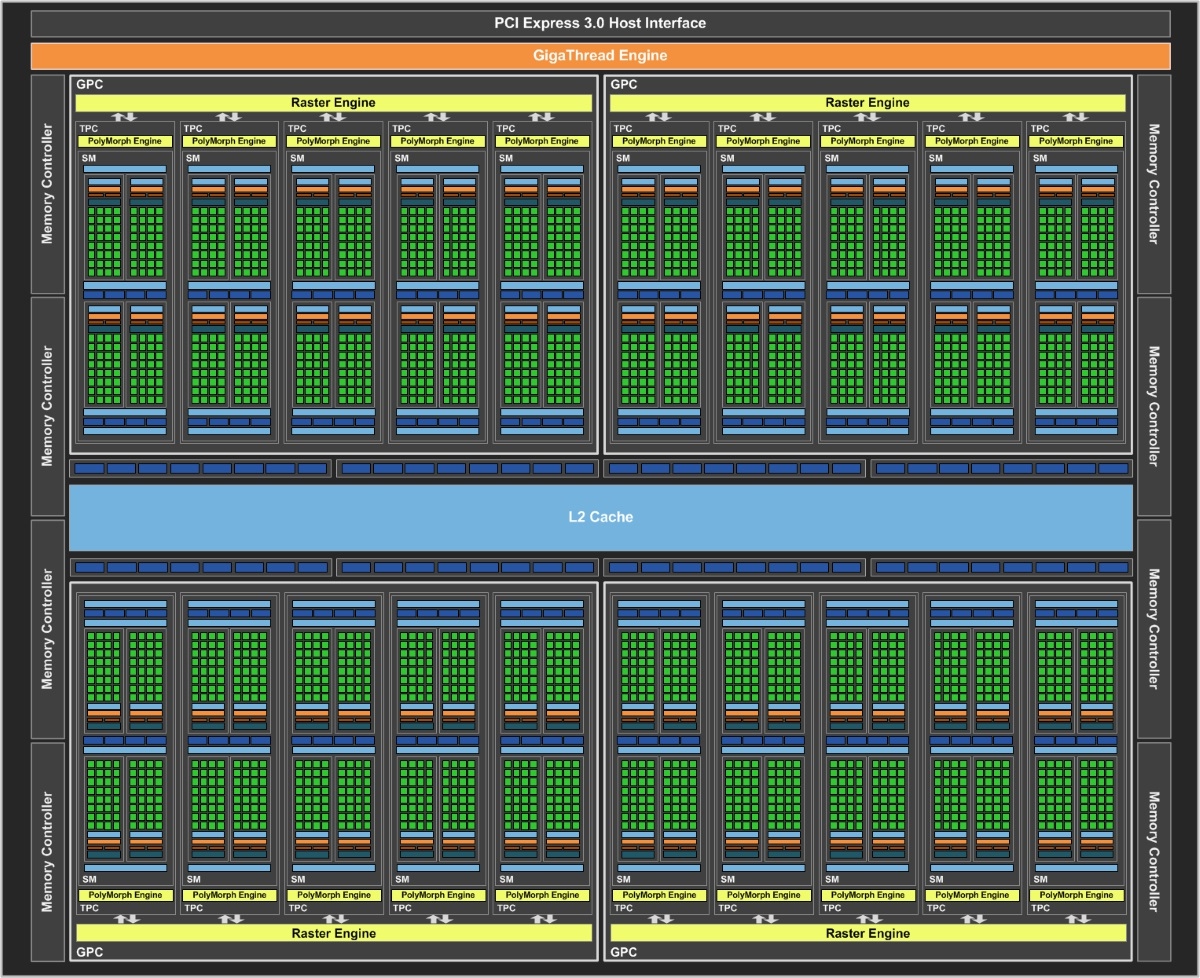 PCI Express 3.0 Host Interface
GigaThread Engine
GPC
GPC
Raster Engine
Raster Engine
TPC
TPC
TPC
TPC
TPC
TPC
TPC
TPC
TPC
TPC
PolyMorph Engine
PolyMorph Engine
PolyMorph Engine
PolyMorph Engine
PolyMorph Engine
PolyMorph Engine
PolyMorph Engine
PolyMorph Engine
PolyMorph Engine
PolyMorph Engine
SM
SM
SM
SM
SM
SM
SM
SM
SM
SM
Memory Controller
Memory Controller
Memory Controller
Memory Controller
L2 Cache
Memory Controller
Memory Controller
Memory Controller
Memory Controller
SM
SM
SM
SM
SM
SM
SM
SM
SM
SM
PolyMorph Engine
PolyMorph Engine
PolyMorph Engine
PolyMorph Engine
PolyMorph Engine
PolyMorph Engine
PolyMorph Engine
PolyMorph Engine
PolyMorph Engine
PolyMorph Engine
TPC
TPC
TPC
TPC
TPC
TPC
TPC
TPC
TPC
TPC
Raster Engine
Raster Engine
GPC
GPC